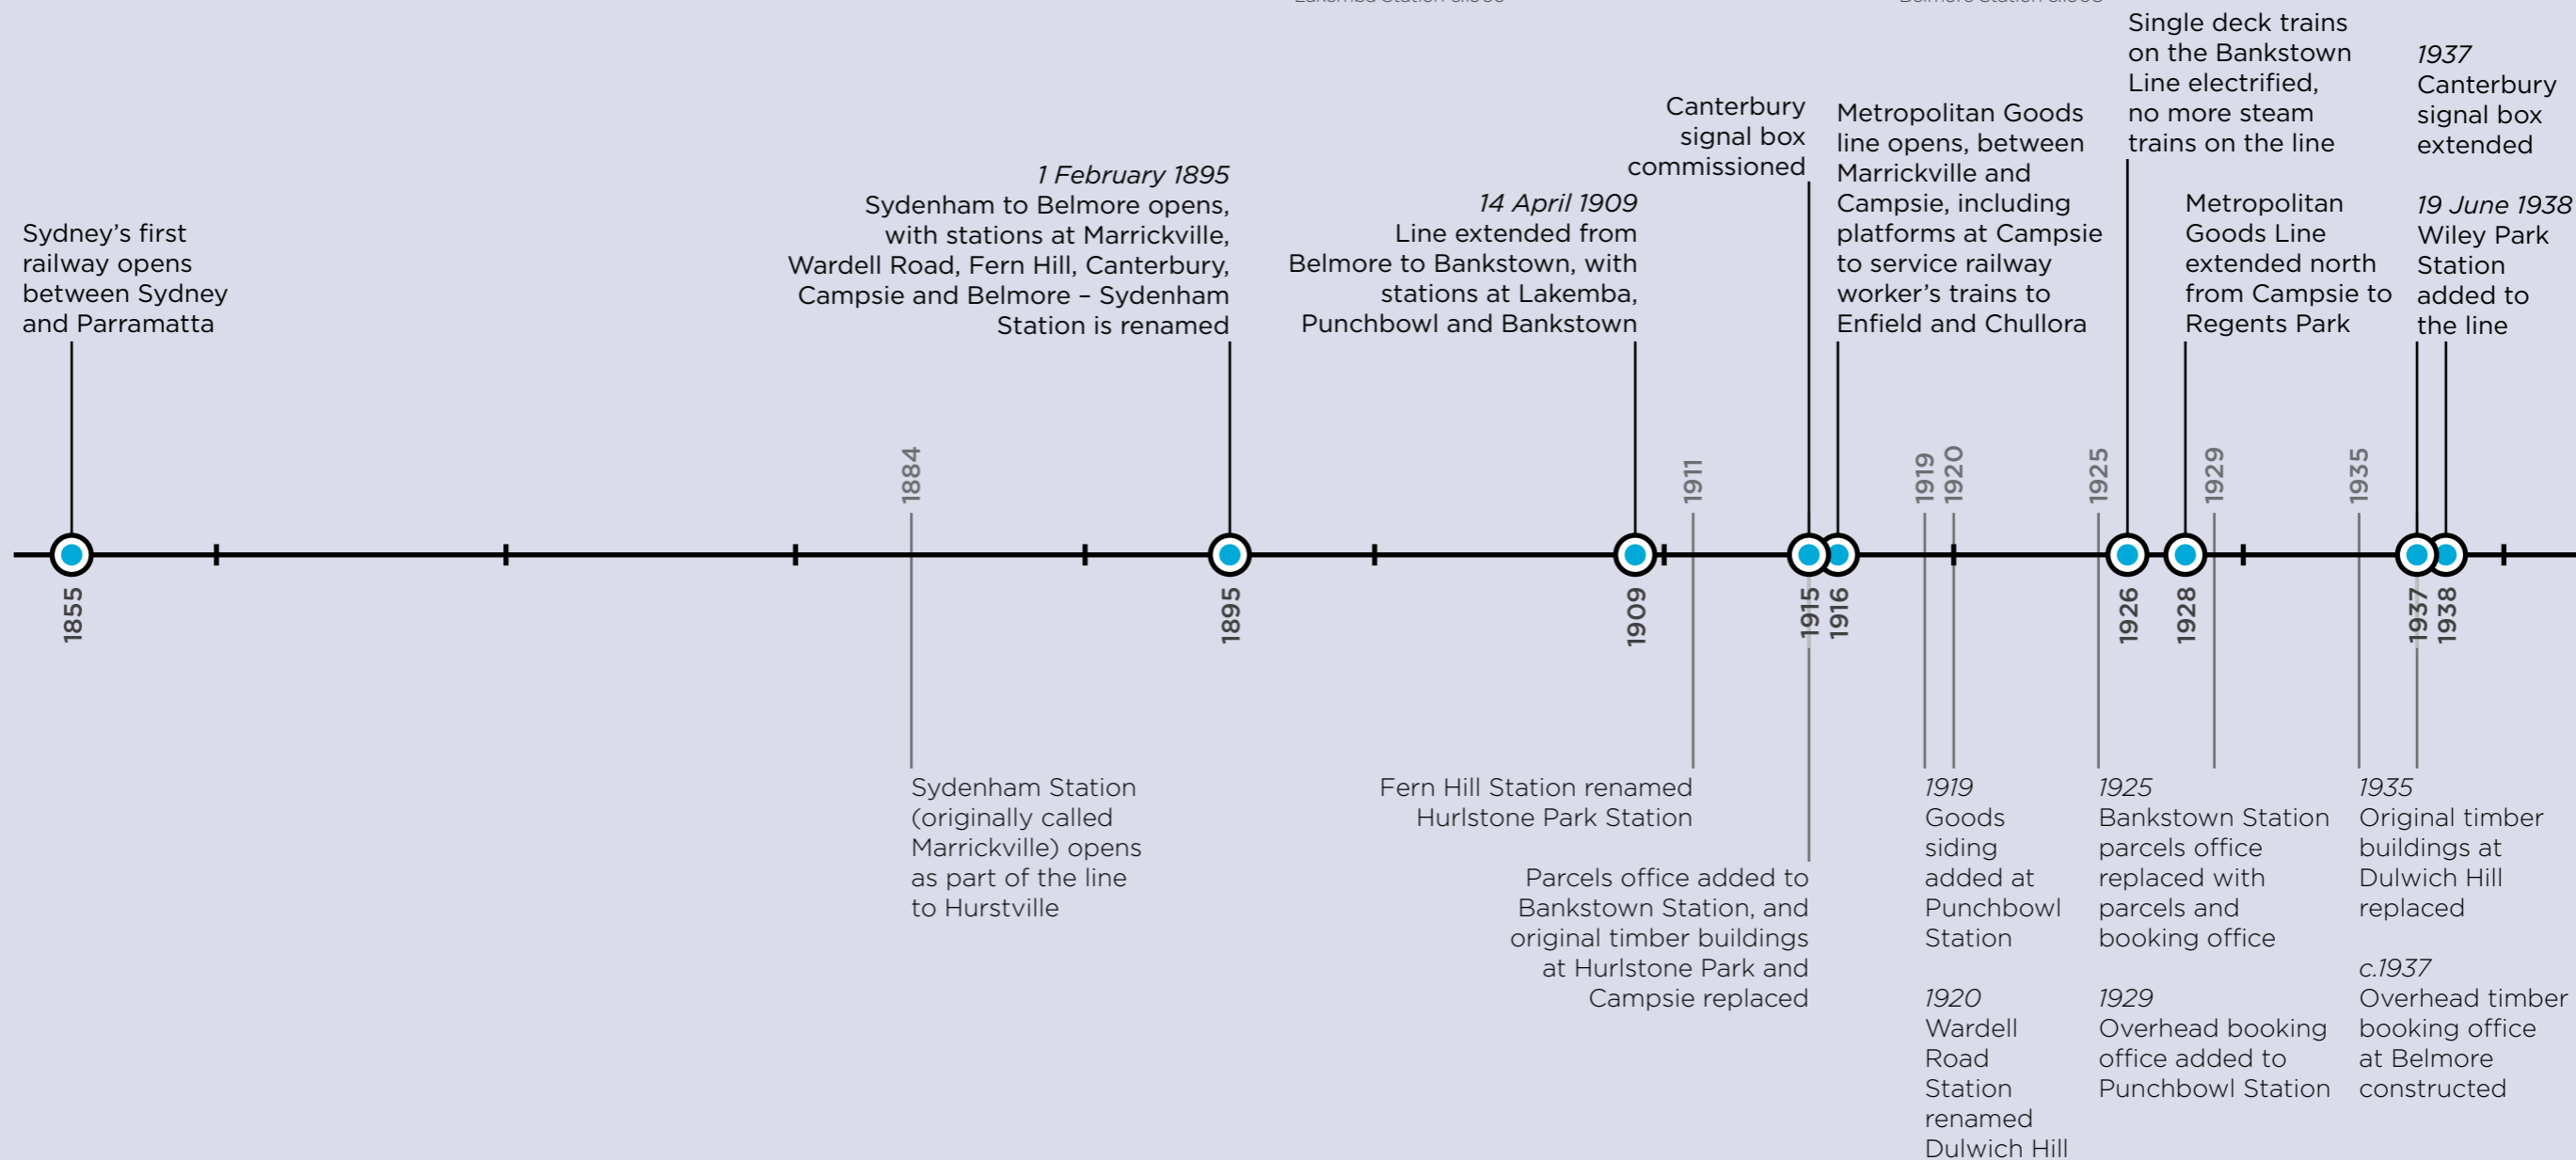 Single deck trains
on the Bankstown
Line electrified,
no more steam
trains on the line
1937
Canterbury
signal box
extended
Canterbury
signal box
commissioned
Metropolitan Goods
line opens, between
Marrickville and
Campsie, including
platforms at Campsie
to service railway
worker's trains to
Enfield and Chullora
1 February 1895
Sydenham to Belmore opens,
with stations at Marrickville,
Wardell Road, Fern Hill, Canterbury,
Campsie and Belmore – Sydenham
Station is renamed
14 April 1909
Line extended from
Belmore to Bankstown, with
stations at Lakemba,
Punchbowl and Bankstown
Metropolitan
Goods Line
extended north
from Campsie to
Regents Park
19 June 1938
Wiley Park
Station
added to
the line
Sydney's first
railway opens
between Sydney
and Parramatta
1884
1911
1919
1920
1925
1929
1935
1855
1895
1909
1915
1916
1926
1928
1937
1938
Sydenham Station
(originally called
Marrickville) opens
as part of the line
to Hurstville
Fern Hill Station renamed
Hurlstone Park Station
Parcels office added to
Bankstown Station, and
original timber buildings
at Hurlstone Park and
Campsie replaced
1919
Goods
siding
added at
Punchbowl
Station
1920
Wardell
Road
Station
renamed
Dulwich Hill
1925
Bankstown Station
parcels office
replaced with
parcels and
booking office
1929
Overhead booking
office added to
Punchbowl Station
1935
Original timber
buildings at
Dulwich Hill
replaced
c.1937
Overhead timber
booking office
at Belmore
constructed